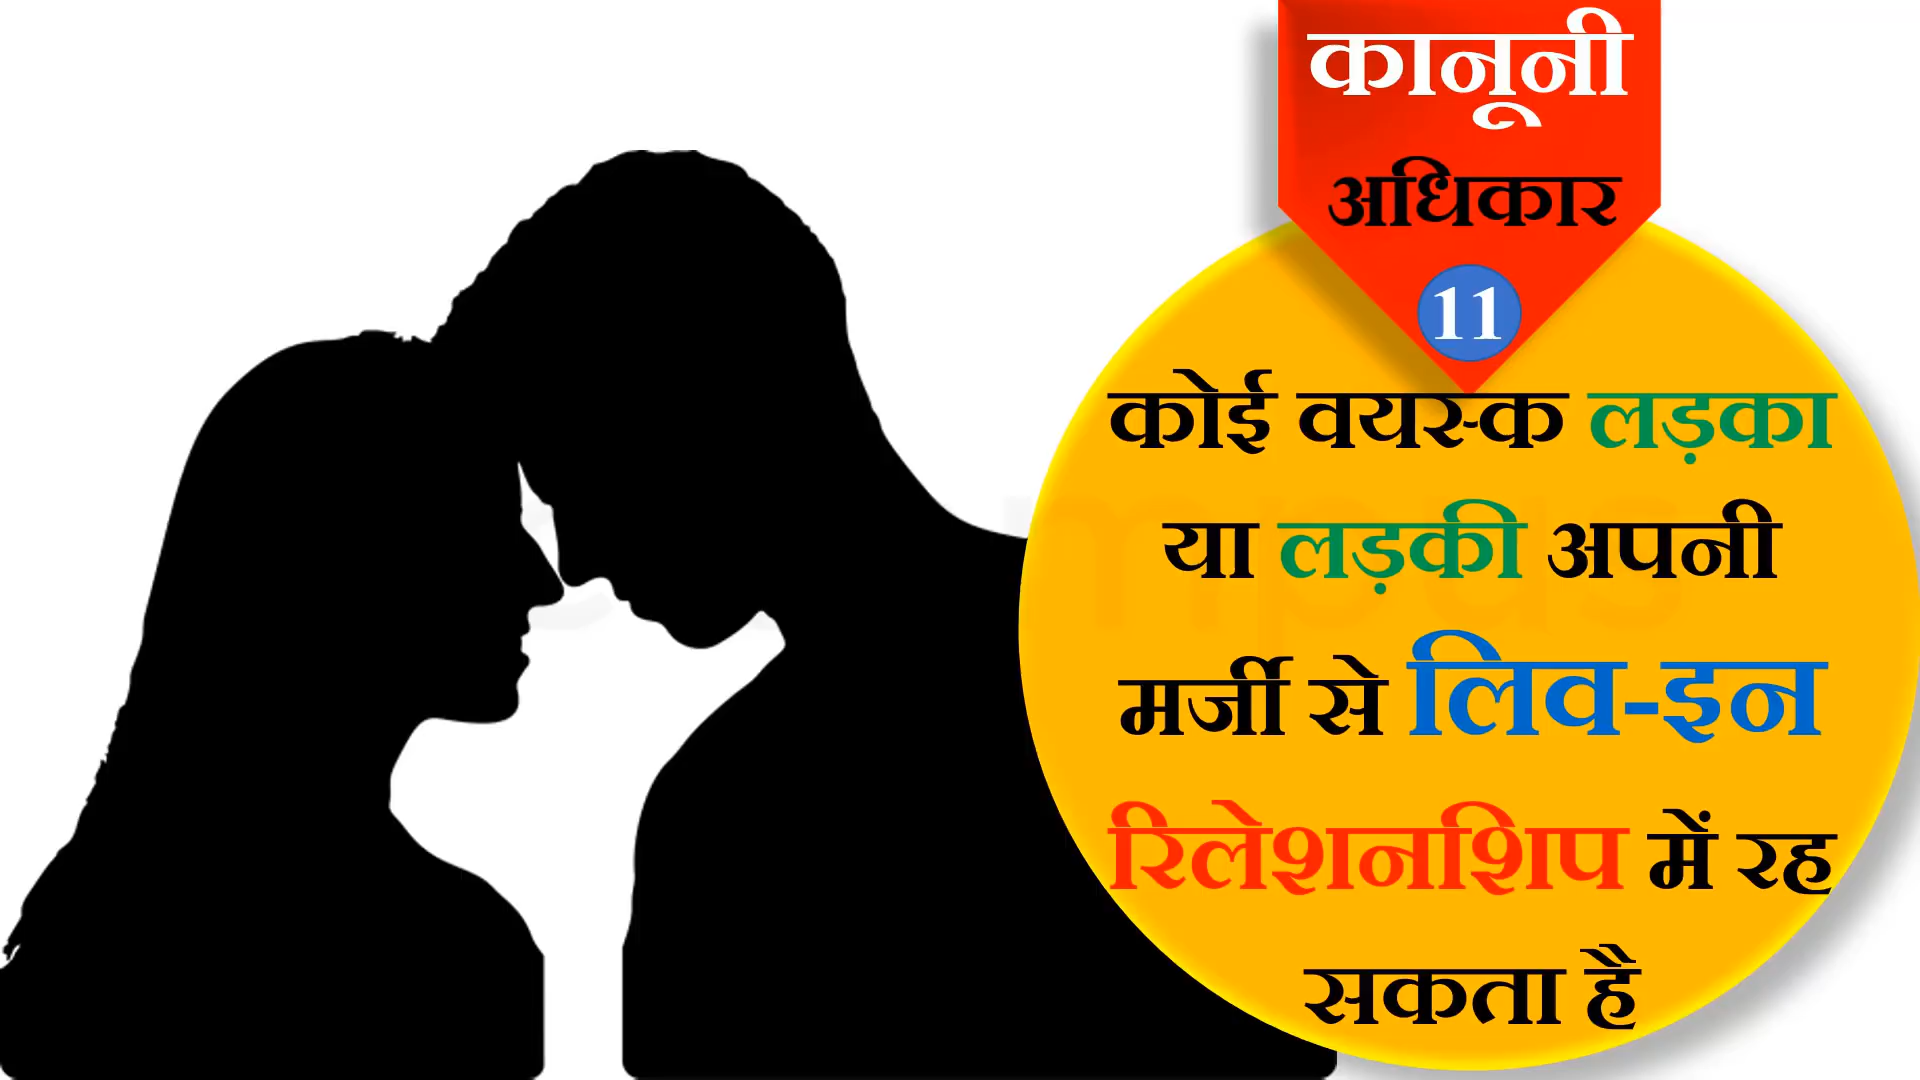 कानूनी
अधिकार
11
कोई वयस्क लड़का
या लड़की अपनी
मर्जी से लिव-इन
रिलेशनशिप में रह
सकता है